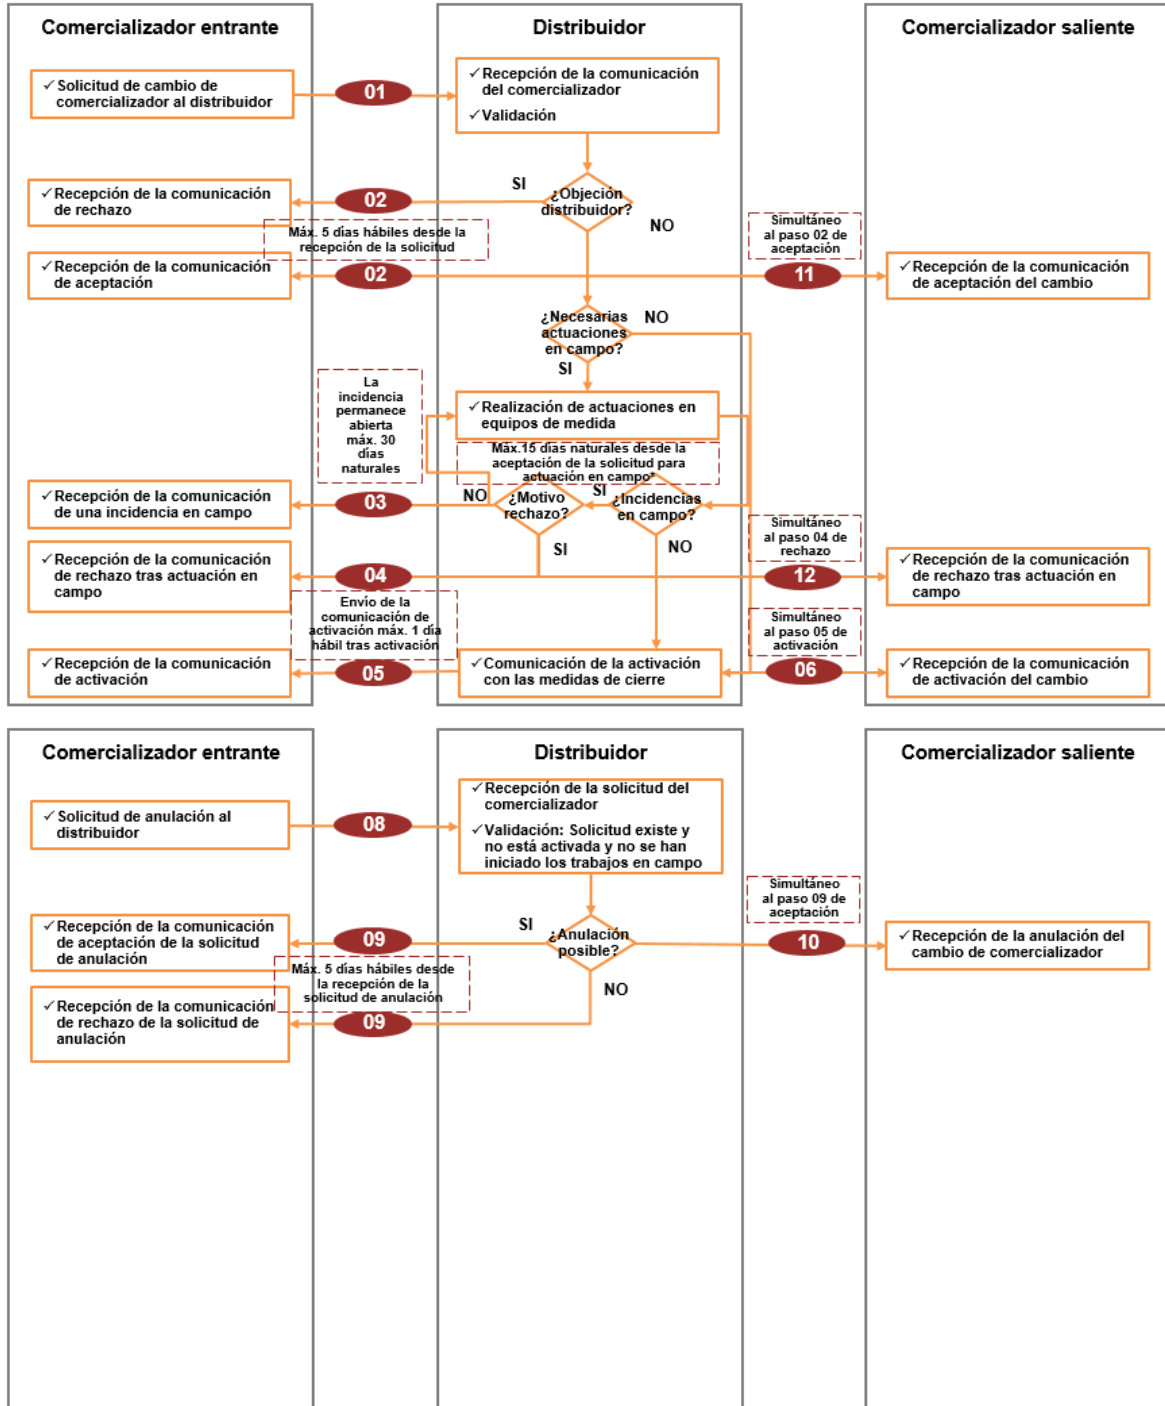 Comercializador entrante
Distribuidor
Comercializador saliente
✓ Solicitud de cambio de
comercializador al distribuidor
01
✓ Recepción de la comunicación
del comercializador
✓ Validación
SI
¿Objeción
distribuidor?
NO
✓ Recepción de la comunicación
de rechazo
02
Máx. 5 días hábiles desde la
recepción de la solicitud
Simultáneo
al paso 02 de
aceptación
✓ Recepción de la comunicación
de aceptación
02
11
✓ Recepción de la comunicación
de aceptación del cambio
¿Necesarias
actuaciones
en campo?
NO
SI
La
incidencia
permanece
abierta
máx. 30
días
naturales
✓ Realización de actuaciones en
equipos de medida
Máx.15 días naturales desde la
aceptación de la solicitud para
actuación en campo*
✓ Recepción de la comunicación
de una incidencia en campo
03
NO
¿Motivo
rechazo?
SI
¿Incidencias
en campo?
SI
NO
Simultáneo
al paso 04 de
rechazo
✓ Recepción de la comunicación
de rechazo tras actuación en
campo
04
12
✓ Recepción de la comunicación
de rechazo tras actuación en
campo
Envío de la
comunicación de
activación máx. 1 día
hábil tras activación
Simultáneo
al paso 05 de
activación
✓ Recepción de la comunicación
de activación
05
✓ Comunicación de la activación
con las medidas de cierre
06
✓ Recepción de la comunicación
de activación del cambio
Comercializador entrante
Distribuidor
Comercializador saliente
✓ Solicitud de anulación al
distribuidor
08
✓ Recepción de la solicitud del
comercializador
✓ Validación: Solicitud existe y
no está activada y no se han
iniciado los trabajos en campo
Simultáneo
al paso 09 de
aceptación
✓ Recepción de la comunicación
de aceptación de la solicitud
de anulación
09
SI
¿Anulación
posible?
NO
10
✓ Recepción de la anulación del
cambio de comercializador
Máx. 5 días hábiles desde
la recepción de la
solicitud de anulación
✓ Recepción de la comunicación
de rechazo de la solicitud de
anulación
09